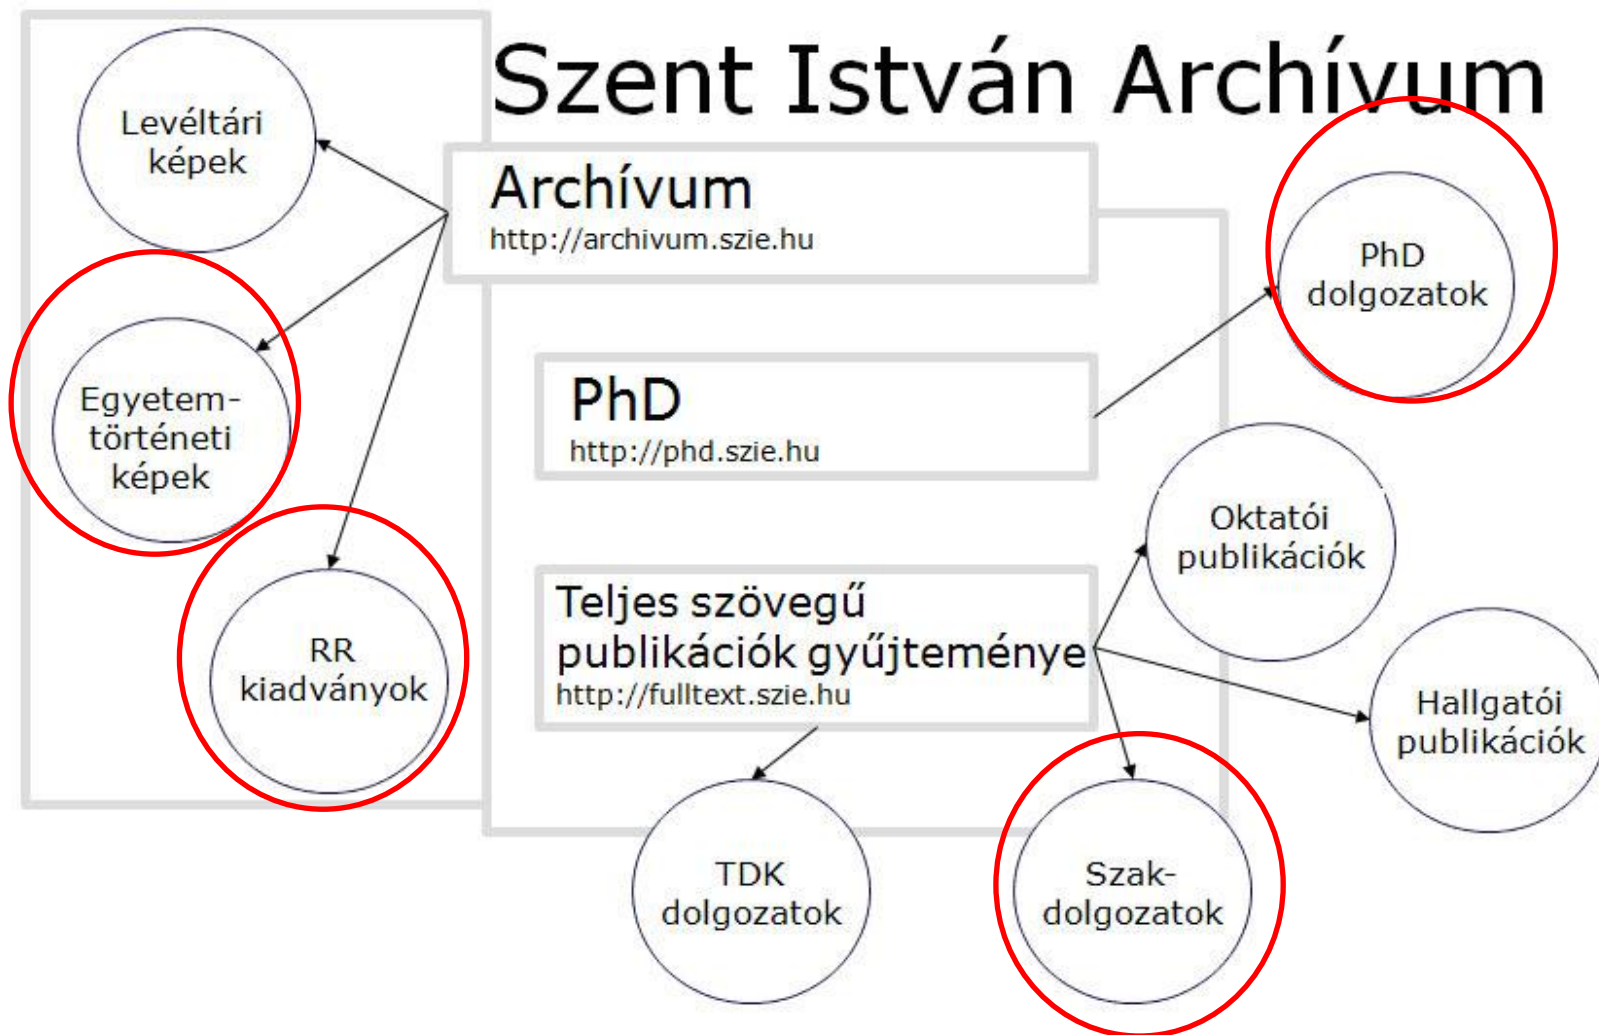 Szent István Archívum
Levéltári
képek
Archívum
http://archivum.szie.hu
PhD
dolgozatok
Egyetem-
történeti
képek
PhD
http://phd.szie.hu
Oktatói
publikációk
Teljes szövegű
publikációk gyűjteménye
http://fulltext.szie.hu
RR
kiadványok
Hallgatói
publikációk
TDK
dolgozatok
Szak-
dolgozatok